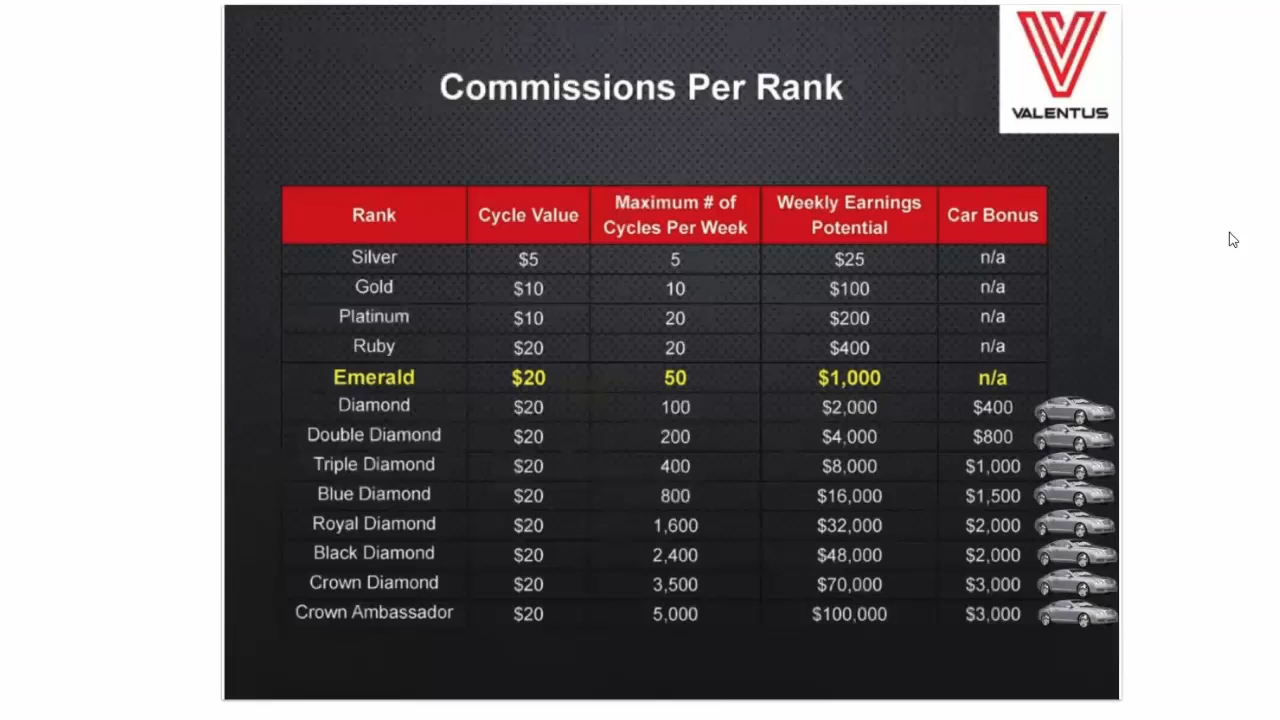 VALENTUS
Commissions Per Rank
Rank Cycle Value Maximum # of Cycles Per Week Weekly Earnings Potential Car Bonus
Silver $5 5 $25 n/a
Gold $10 10 $100 n/a
Platinum $10 20 $200 n/a
Ruby $20 20 $400 n/a
Emerald $20 50 $1,000 n/a
Diamond $20 100 $2,000 $400
Double Diamond $20 200 $4,000 $800
Triple Diamond $20 400 $8,000 $1,000
Blue Diamond $20 800 $16,000 $1,500
Royal Diamond $20 1,600 $32,000 $2,000
Black Diamond $20 2,400 $48,000 $2,000
Crown Diamond $20 3,500 $70,000 $3,000
Crown Ambassador $20 5,000 $100,000 $3,000